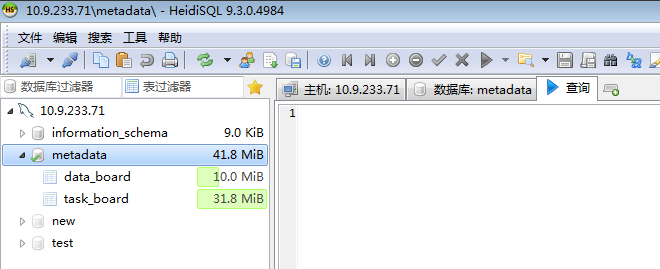 HS 10.9.233.71\metadata\ - HeidiSQL 9.3.0.4984
文件 编辑 搜索 工具 帮助
数据库过滤器 表过滤器 主机: 10.9.233.71 数据库: metadata 查询
10.9.233.71
1
information_schema 9.0 KiB
metadata 41.8 MiB
data_board 10.0 MiB
task_board 31.8 MiB
new
test